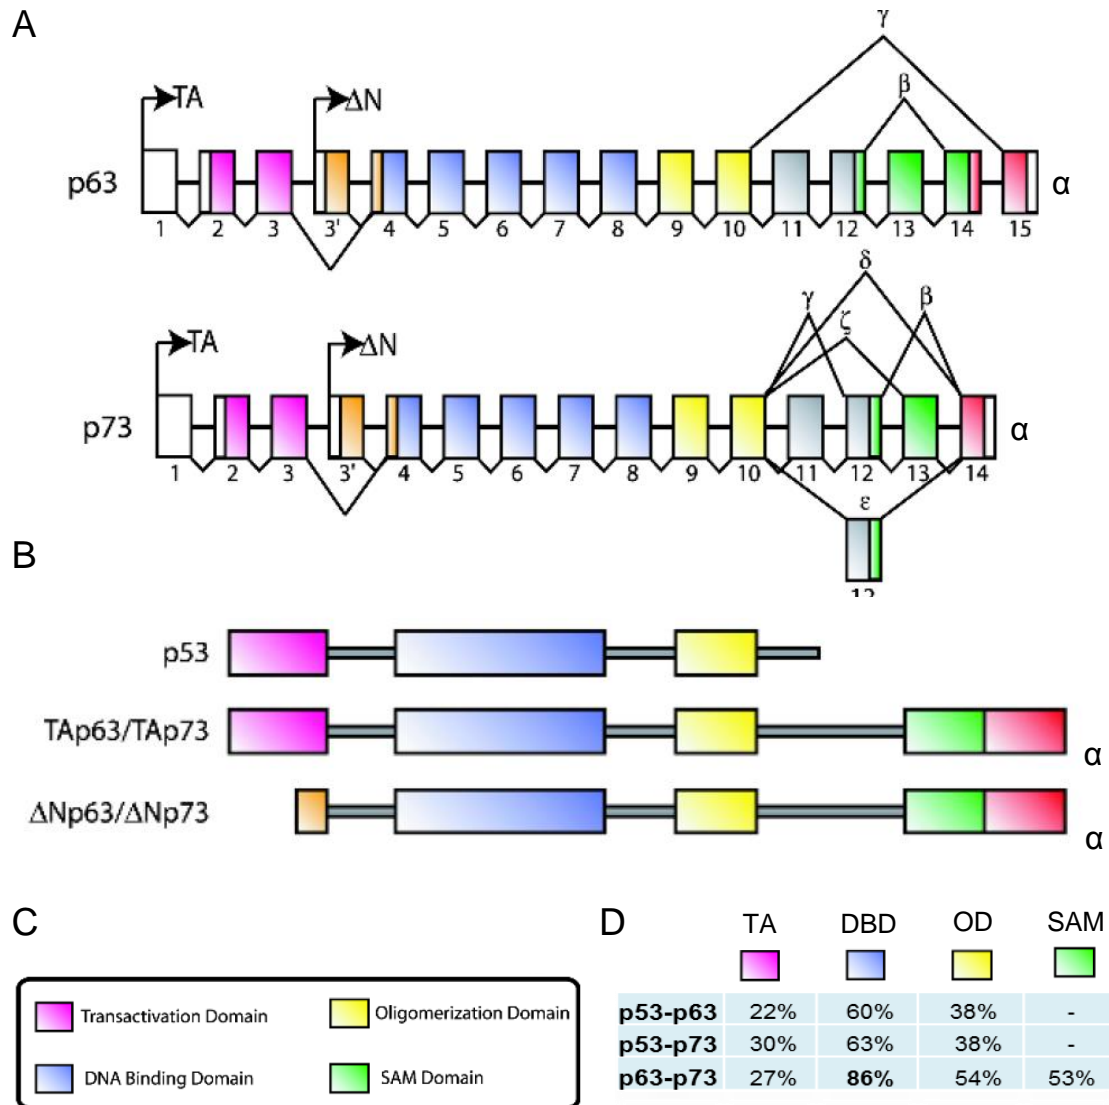 A
γ
β
TA
ΔN
p63
α
1 2 3 3' 4 5 6 7 8 9 10 11 12 13 14 15
δ
γ
β
ζ
TA
ΔN
p73
α
1 2 3 3' 4 5 6 7 8 9 10 11 12 13 14
ε
12
B
p53
TAp63/TAp73
α
ΔNp63/ΔNp73
α
C
Transactivation Domain
Oligomerization Domain
DNA Binding Domain
SAM Domain
D
TA DBD OD SAM
p53-p63 22% 60% 38% -
p53-p73 30% 63% 38% -
p63-p73 27% 86% 54% 53%